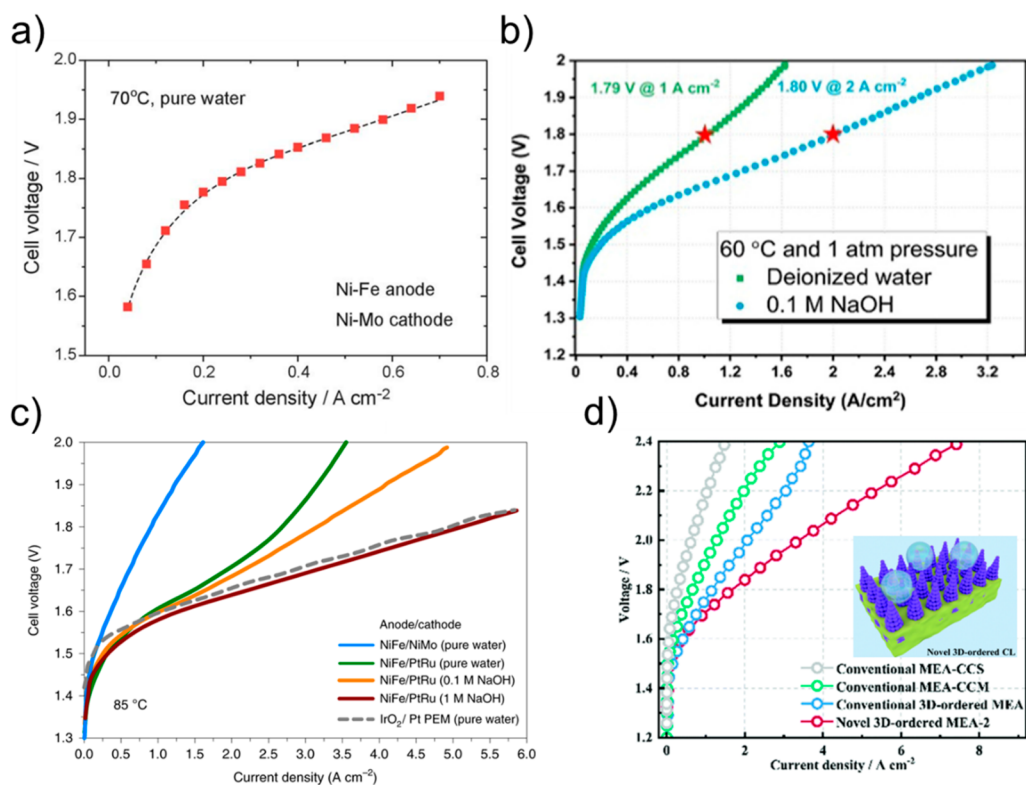 a)
2.0
1.9
1.8
1.7
1.6
1.5
Cell voltage / V
70°C, pure water
Ni-Fe anode
Ni-Mo cathode
0.0 0.2 0.4 0.6 0.8
Current density / A cm⁻²
b)
2
1.9
1.8
1.7
1.6
1.5
1.4
1.3
1.2
Cell Voltage (V)
1.79 V @ 1 A cm⁻² 1.80 V @ 2 A cm⁻²
60 °C and 1 atm pressure
Deionized water
0.1 M NaOH
0 0.4 0.8 1.2 1.6 2 2.4 2.8 3.2
Current Density (A/cm²)
c)
2.0
1.9
1.8
1.7
1.6
1.5
1.4
1.3
Cell voltage (V)
85 °C
Anode/cathode
NiFe/NiMo (pure water)
NiFe/PtRu (pure water)
NiFe/PtRu (0.1 M NaOH)
NiFe/PtRu (1 M NaOH)
IrO₂/ Pt PEM (pure water)
0.0 0.5 1.0 1.5 2.0 2.5 3.0 3.5 4.0 4.5 5.0 5.5 6.0
Current density (A cm⁻²)
d)
2.4
2.2
2.0
1.8
1.6
1.4
1.2
Voltage / V
Novel 3D-ordered CL
Conventional MEA-CCS
Conventional MEA-CCM
Conventional 3D-ordered MEA
Novel 3D-ordered MEA-2
0 2 4 6 8
Current density / A cm⁻²